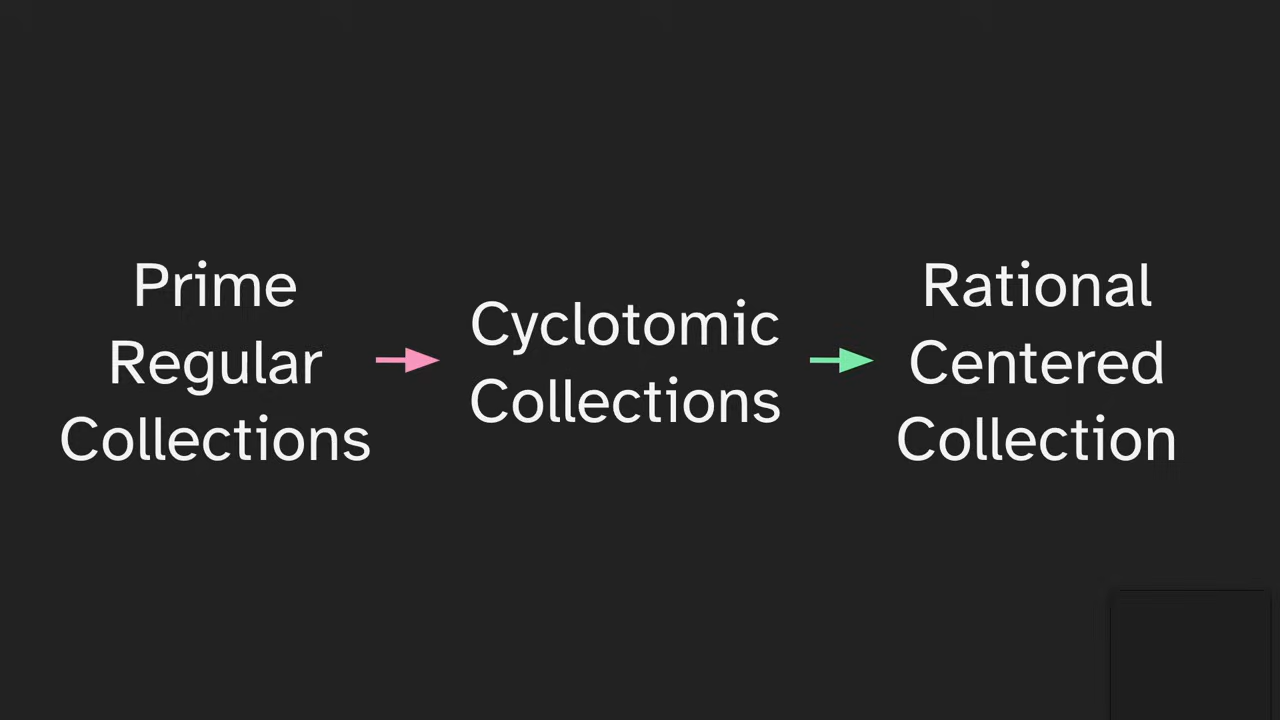 Prime
Regular
Collections
Cyclotomic
Collections
Rational
Centered
Collection